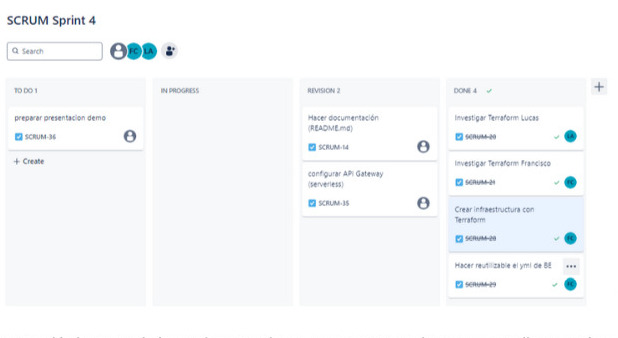 SCRUM Sprint 4
Search
FC
LA
TO DO 1
preparar presentacion demo
SCRUM-36
+ Create
IN PROGRESS
REVISION 2
Hacer documentación
(README.md)
SCRUM-14
configurar API Gateway
(serverless)
SCRUM-35
DONE 4
Investigar Terraform Lucas
SCRUM-20
LA
Investigar Terraform Francisco
SCRUM-21
FC
Crear infraestructura con
Terraform
SCRUM-28
FC
Hacer reutilizable el yml de BE
SCRUM-29
FC